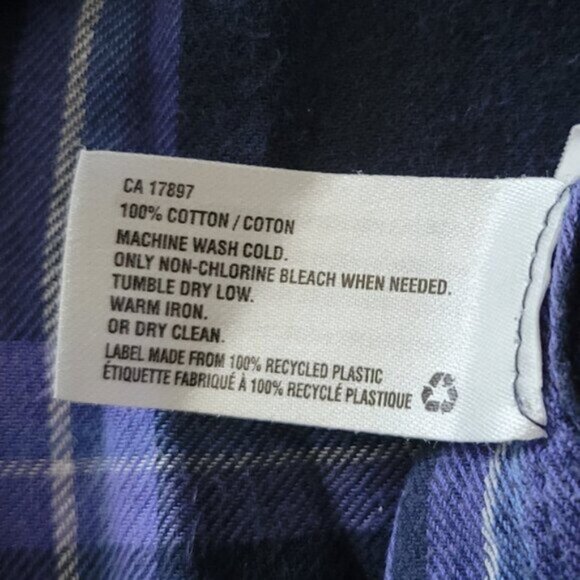 CA 17897
100% COTTON / COTON
MACHINE WASH COLD.
ONLY NON-CHLORINE BLEACH WHEN NEEDED.
TUMBLE DRY LOW.
WARM IRON.
OR DRY CLEAN.
LABEL MADE FROM 100% RECYCLED PLASTIC
ÉTIQUETTE FABRIQUÉ À 100% RECYCLÉ PLASTIQUE